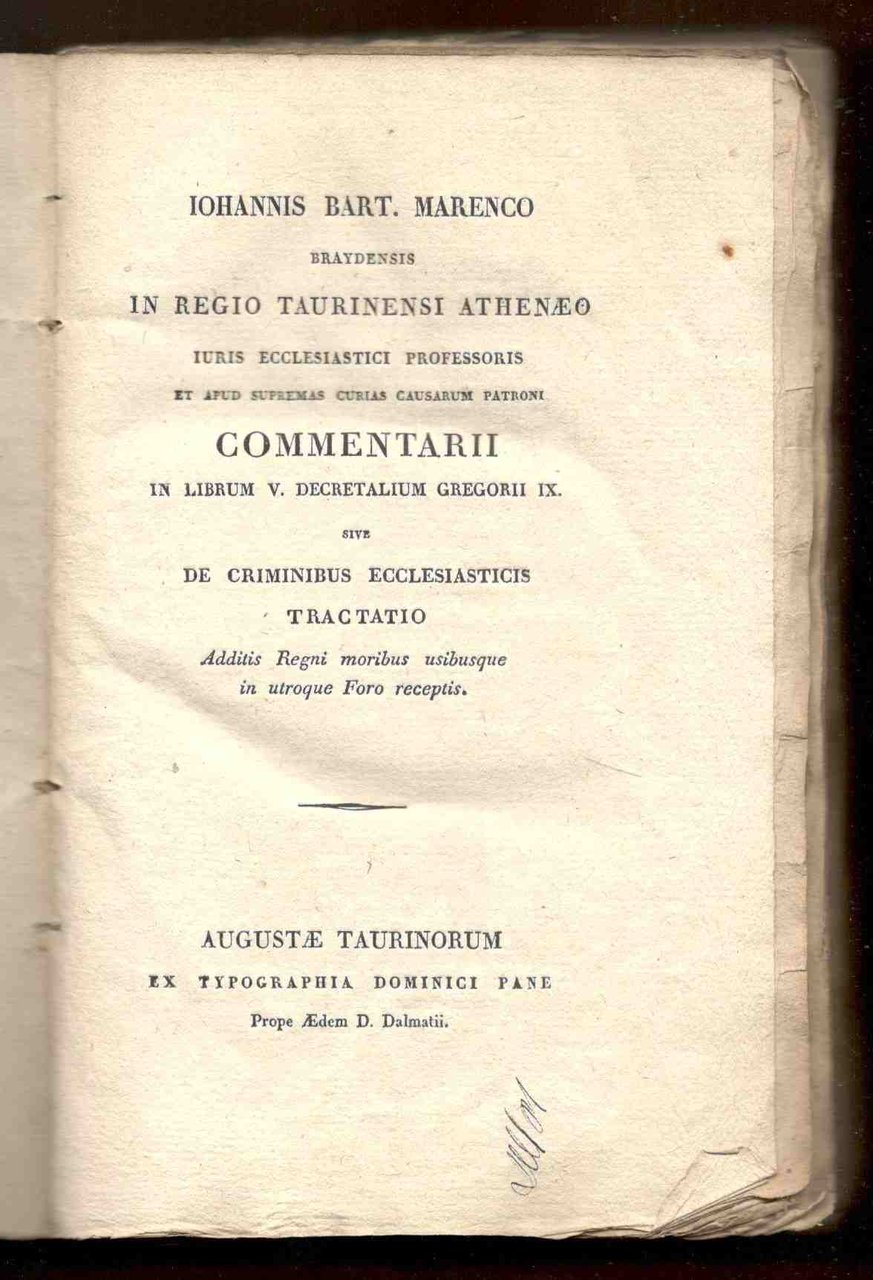 IOHANNIS BART. MARENCO
BRAYDENSIS
IN REGIO TAURINENSI ATHENÆO
IURIS ECCLESIASTICI PROFESSORIS
ET APUD SUPREMAS CURIAS CAUSARUM PATRONI
COMMENTARII
IN LIBRUM V. DECRETALIUM GREGORII IX.
SIVE
DE CRIMINIBUS ECCLESIASTICIS
TRACTATIO
Additis Regni moribus usibusque
in utroque Foro receptis.
AUGUSTÆ TAURINORUM
EX TYPOGRAPHIA DOMINICI PANE
Prope Ædem D. Dalmatii.